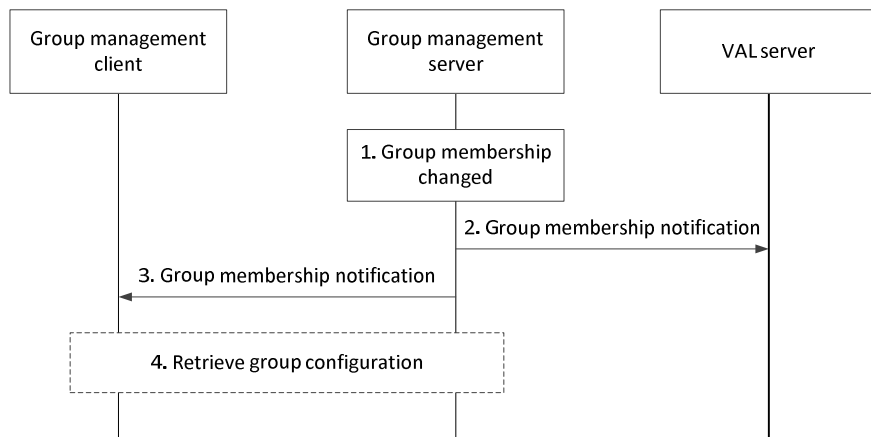 Group management
client
Group management
server
VAL server
1. Group membership
changed
2. Group membership notification
3. Group membership notification
4. Retrieve group configuration